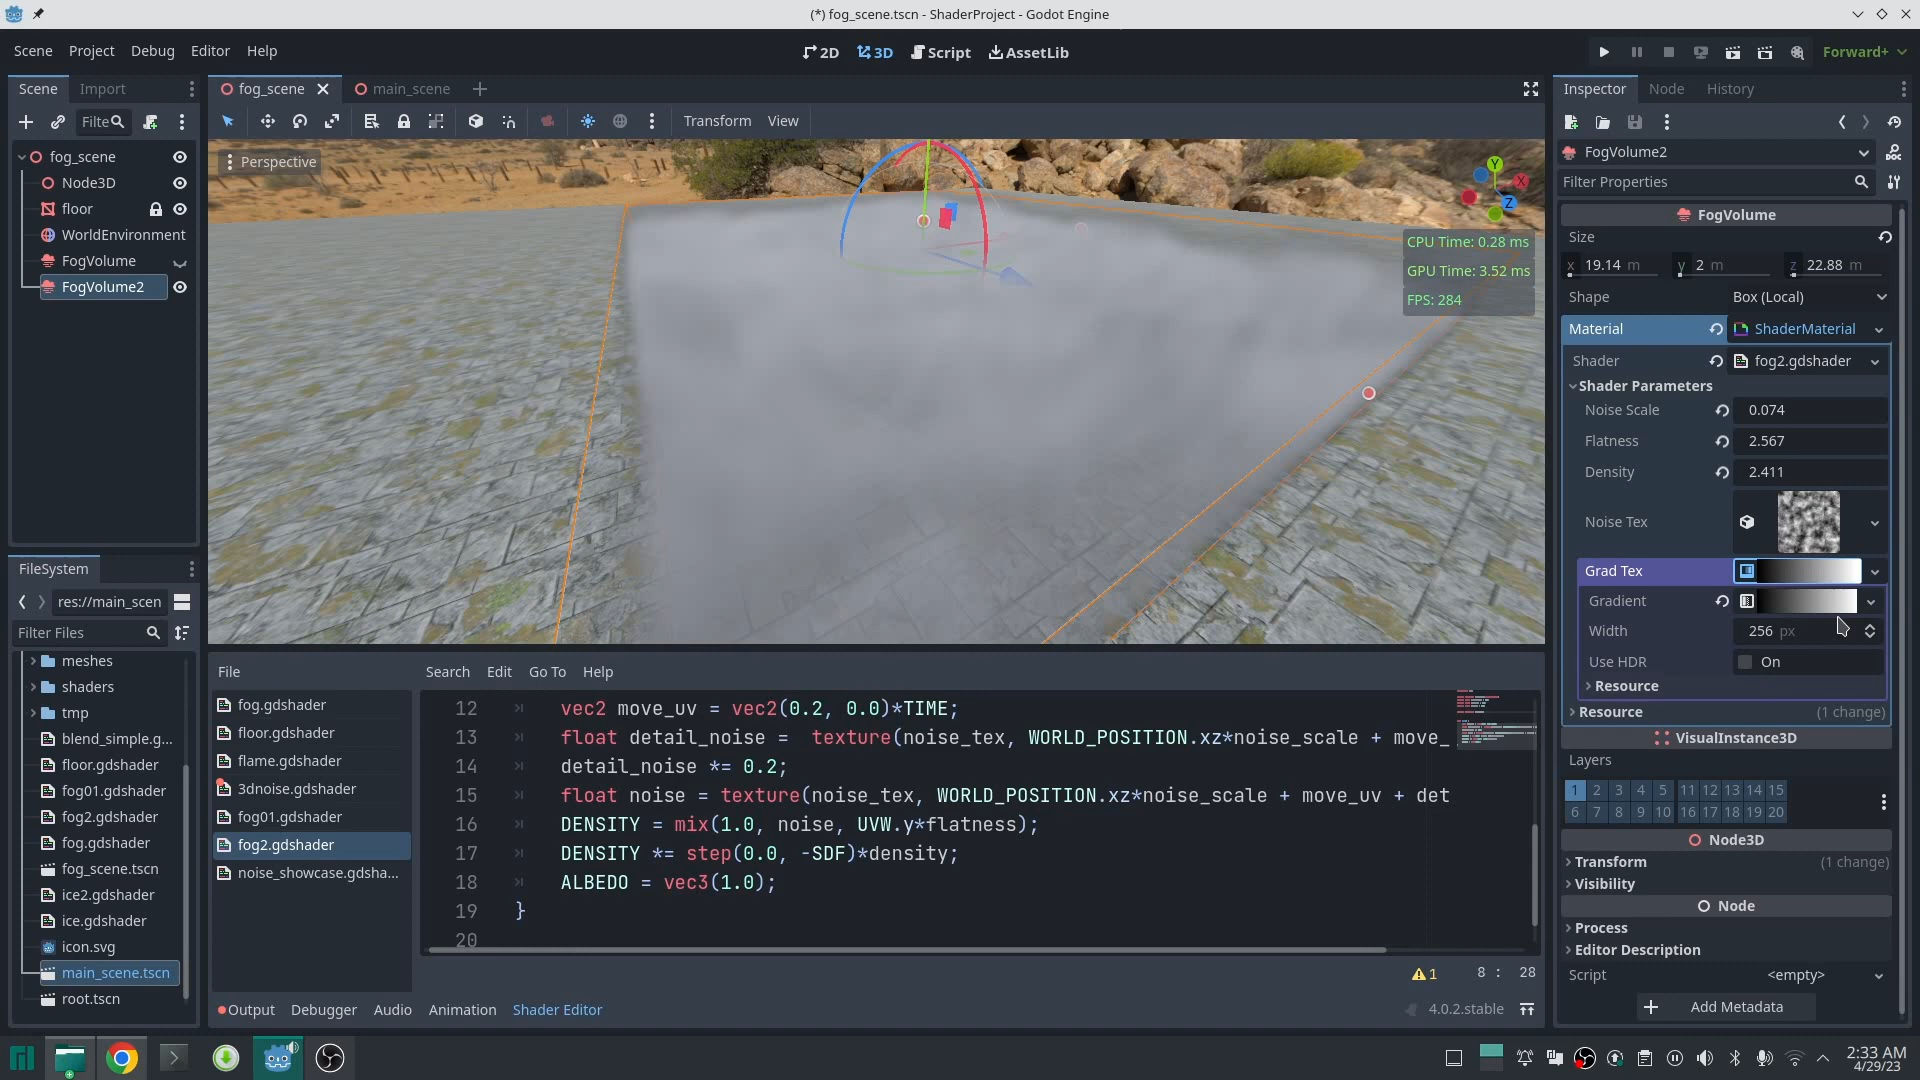 (*) fog_scene.tscn - ShaderProject - Godot Engine
Scene Project Debug Editor Help
2D 3D Script AssetLib
Forward+
Scene Import
fog_scene main_scene
Inspector Node History
Filte
Transform View
fog_scene
Node3D
floor
WorldEnvironment
FogVolume
FogVolume2
Perspective
Y
X
Z
CPU Time: 0.28 ms
GPU Time: 3.52 ms
FPS: 284
FogVolume2
Filter Properties
FogVolume
Size
x 19.14 m y 2 m z 22.88 m
Shape Box (Local)
Material ShaderMaterial
Shader fog2.gdshader
Shader Parameters
Noise Scale 0.074
Flatness 2.567
Density 2.411
Noise Tex
Grad Tex
Gradient
Width 256 px
Use HDR On
Resource
Resource (1 change)
VisualInstance3D
Layers
1 2 3 4 5 11 12 13 14 15
6 7 8 9 10 16 17 18 19 20
Node3D
Transform (1 change)
Visibility
Node
Process
Editor Description
Script <empty>
Add Metadata
FileSystem
res://main_scen
Filter Files
meshes
shaders
tmp
blend_simple.g...
floor.gdshader
fog01.gdshader
fog2.gdshader
fog.gdshader
fog_scene.tscn
ice2.gdshader
ice.gdshader
icon.svg
main_scene.tscn
root.tscn
File Search Edit Go To Help
fog.gdshader
floor.gdshader
flame.gdshader
3dnoise.gdshader
fog01.gdshader
fog2.gdshader
noise_showcase.gdsha...
12 vec2 move_uv = vec2(0.2, 0.0)*TIME;
13 float detail_noise =  texture(noise_tex, WORLD_POSITION.xz*noise_scale + move_
14 detail_noise *= 0.2;
15 float noise = texture(noise_tex, WORLD_POSITION.xz*noise_scale + move_uv + det
16 DENSITY = mix(1.0, noise, UVW.y*flatness);
17 DENSITY *= step(0.0, -SDF)*density;
18 ALBEDO = vec3(1.0);
19 }
20
1 8 : 28
Output Debugger Audio Animation Shader Editor
4.0.2.stable
2:33 AM
4/29/23